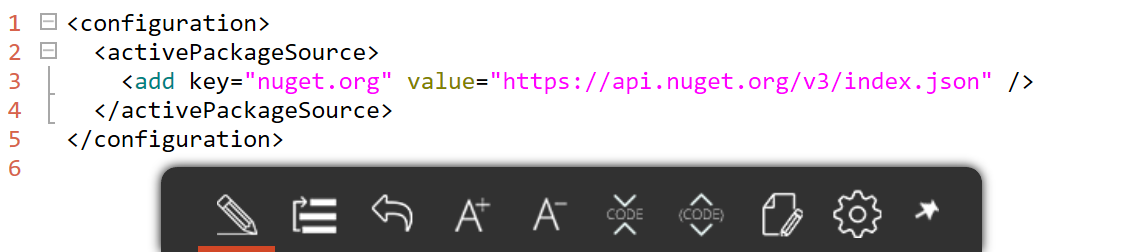 1 <configuration>
2 <activePackageSource>
3 <add key="nuget.org" value="https://api.nuget.org/v3/index.json" />
4 </activePackageSource>
5 </configuration>
6
A+ A- CODE {CODE}